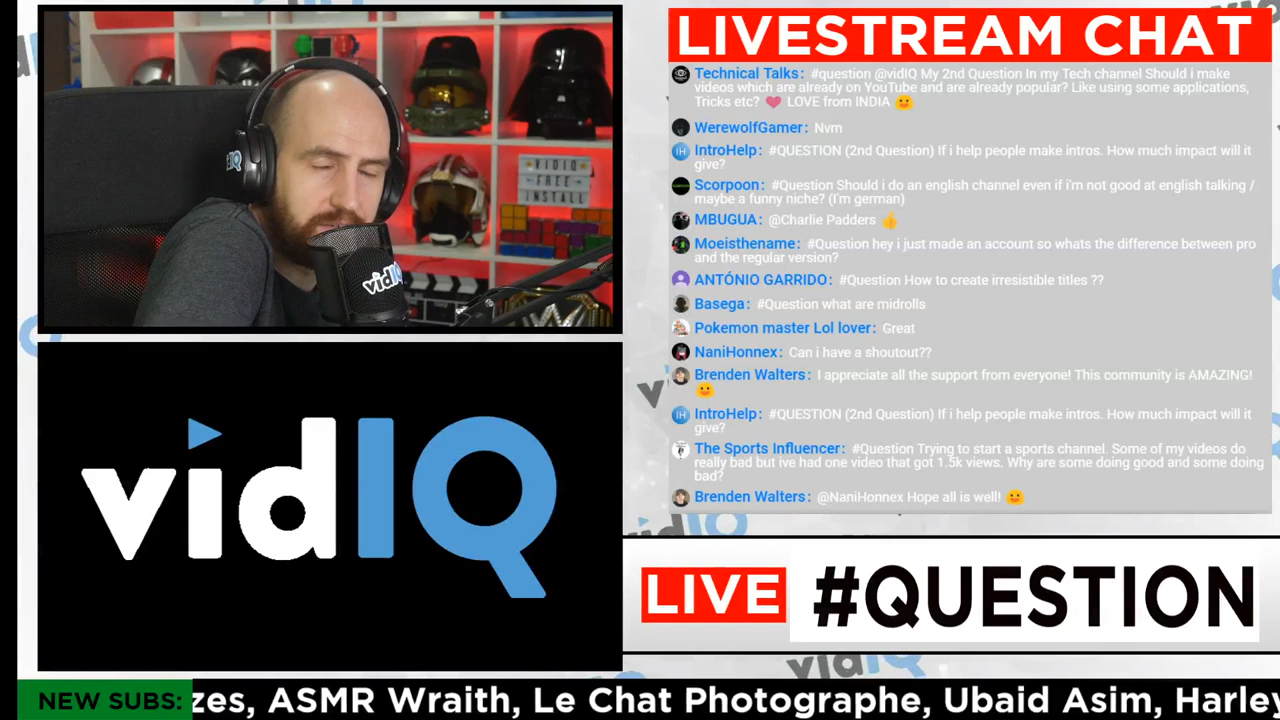 LIVESTREAM CHAT
Technical Talks: #question @vidIQ My 2nd Question In my Tech channel Should i make
videos which are already on YouTube and are already popular? Like using some applications,
Tricks etc? ❤ LOVE from INDIA 🙂
WerewolfGamer: Nvm
IH IntroHelp: #QUESTION (2nd Question) If i help people make intros. How much impact will it
give?
Scorpoon: #Question Should i do an english channel even if i'm not good at english talking /
maybe a funny niche? (I'm german)
MBUGUA: @Charlie Padders 👍
Moeisthename: #Question hey i just made an account so whats the difference between pro
and the regular version?
ANTÓNIO GARRIDO: #Question How to create irresistible titles ??
Basega: #Question what are midrolls
Pokemon master Lol lover: Great
NaniHonnex: Can i have a shoutout??
Brenden Walters: I appreciate all the support from everyone! This community is AMAZING!
🙂
IH IntroHelp: #QUESTION (2nd Question) If i help people make intros. How much impact will it
give?
The Sports Influencer: #Question Trying to start a sports channel. Some of my videos do
really bad but ive had one video that got 1.5k views. Why are some doing good and some doing
bad?
Brenden Walters: @NaniHonnex Hope all is well! 🙂
VIDIQ
FREE
INSTALL
vidIQ
vidIQ
LIVE #QUESTION
NEW SUBS: zes, ASMR Wraith, Le Chat Photographe, Ubaid Asim, Harley